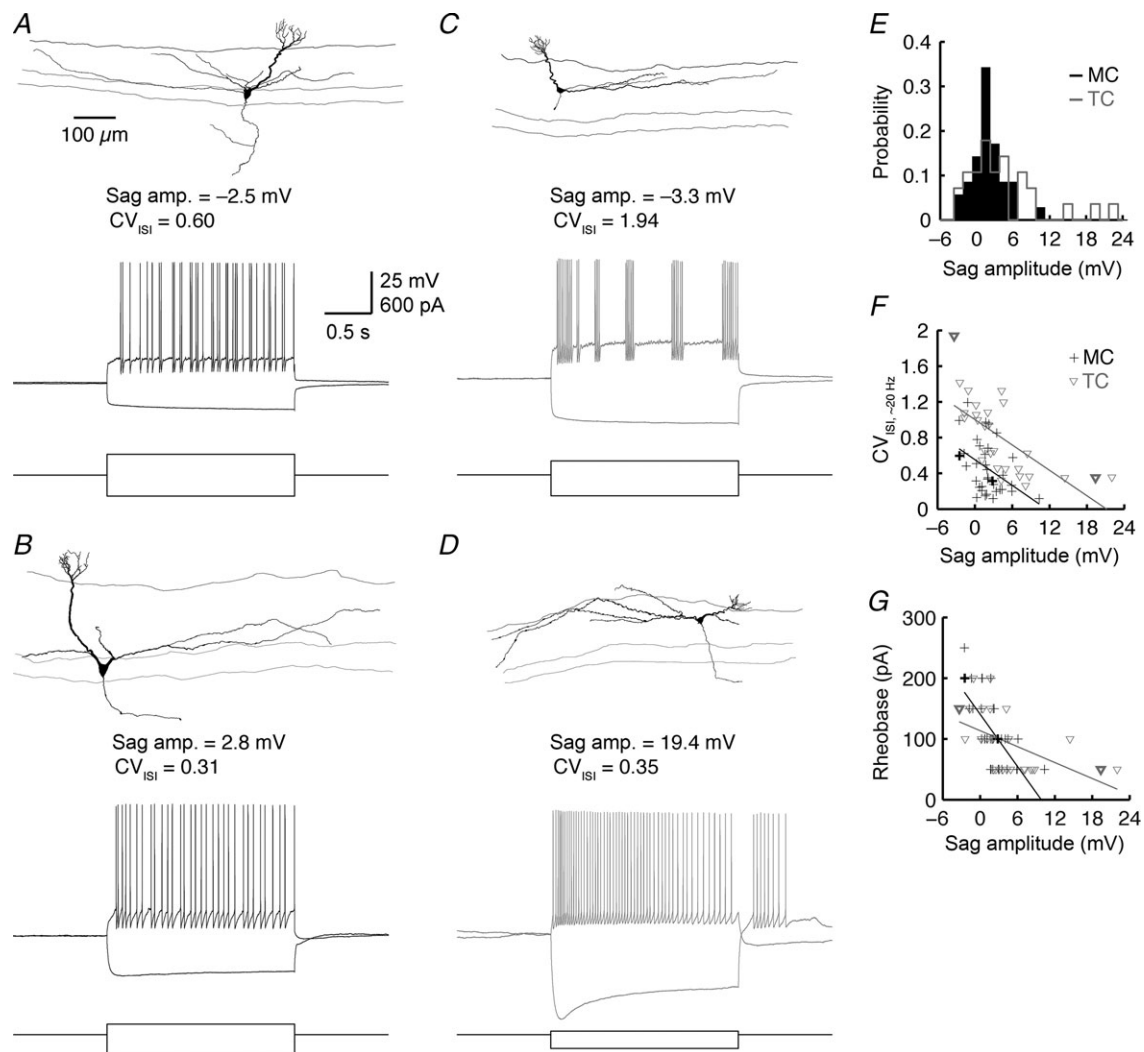 A
100 µm
Sag amp. = −2.5 mV
CV_ISI = 0.60
25 mV
600 pA
0.5 s
B
Sag amp. = 2.8 mV
CV_ISI = 0.31
C
Sag amp. = −3.3 mV
CV_ISI = 1.94
D
Sag amp. = 19.4 mV
CV_ISI = 0.35
E
0.4
0.3
0.2
0.1
0
Probability
MC
TC
−6 0 6 12 18 24
Sag amplitude (mV)
F
2
1.6
1.2
0.8
0.4
0
CV_ISI, ~20 Hz
MC
TC
−6 0 6 12 18 24
Sag amplitude (mV)
G
300
200
100
0
Rheobase (pA)
−6 0 6 12 18 24
Sag amplitude (mV)